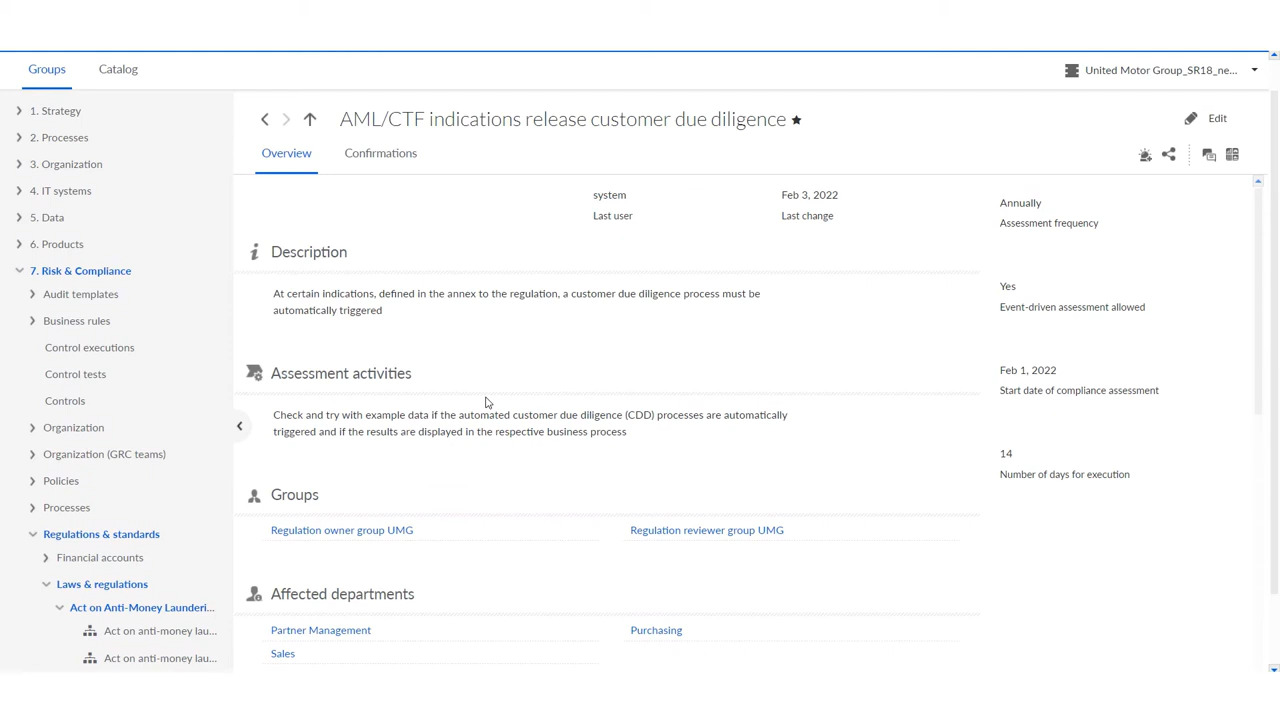 Groups
Catalog
United Motor Group_SR18_ne...
1. Strategy
2. Processes
3. Organization
4. IT systems
5. Data
6. Products
7. Risk & Compliance
Audit templates
Business rules
Control executions
Control tests
Controls
Organization
Organization (GRC teams)
Policies
Processes
Regulations & standards
Financial accounts
Laws & regulations
Act on Anti-Money Launderi...
Act on anti-money lau...
Act on anti-money lau...
AML/CTF indications release customer due diligence
Edit
Overview
Confirmations
system
Last user
Feb 3, 2022
Last change
Description
At certain indications, defined in the annex to the regulation, a customer due diligence process must be
automatically triggered
Assessment activities
Check and try with example data if the automated customer due diligence (CDD) processes are automatically
triggered and if the results are displayed in the respective business process
Groups
Regulation owner group UMG
Regulation reviewer group UMG
Affected departments
Partner Management
Purchasing
Sales
Annually
Assessment frequency
Yes
Event-driven assessment allowed
Feb 1, 2022
Start date of compliance assessment
14
Number of days for execution